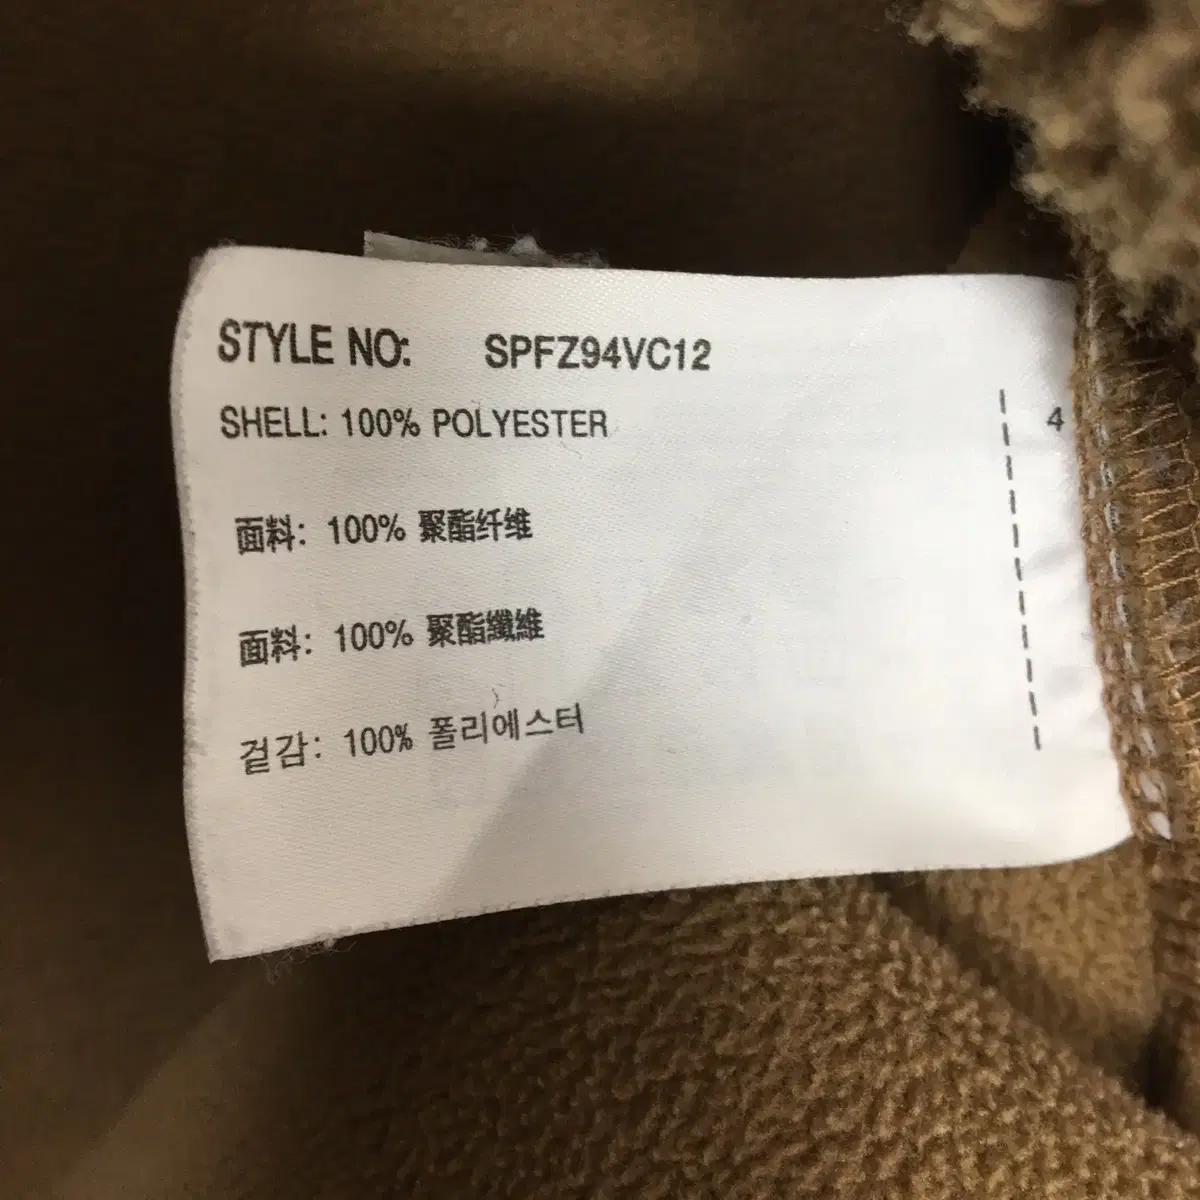 STYLE NO: SPFZ94VC12
SHELL: 100% POLYESTER
4
面料: 100% 聚酯纤维
面料: 100% 聚酯纖維
겉감: 100% 폴리에스터